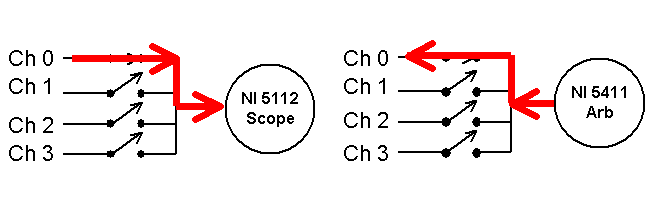 Ch 0
Ch 1
Ch 2
Ch 3
NI 5112
Scope
Ch 0
Ch 1
Ch 2
Ch 3
NI 5411
Arb